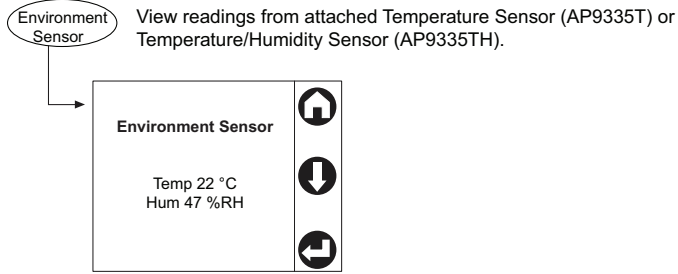 Environment
Sensor
View readings from attached Temperature Sensor (AP9335T) or
Temperature/Humidity Sensor (AP9335TH).
Environment Sensor
Temp 22 °C
Hum 47 %RH